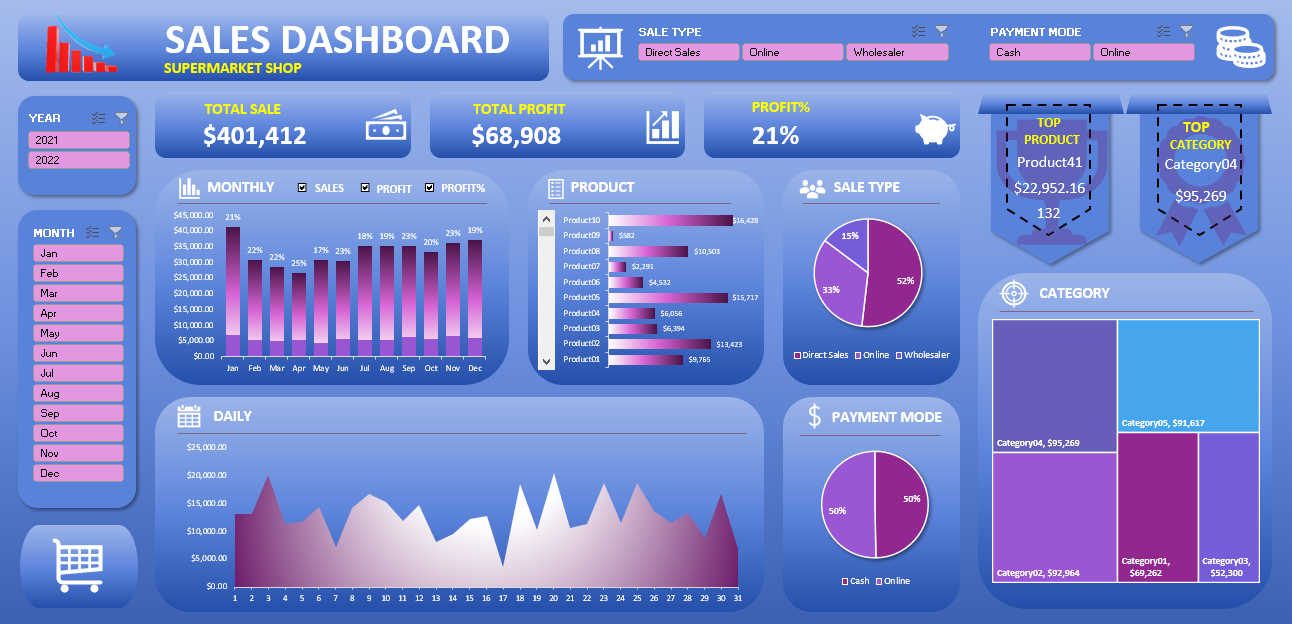 SALES DASHBOARD
SUPERMARKET SHOP
SALE TYPE
Direct Sales
Online
Wholesaler
PAYMENT MODE
Cash
Online
YEAR
2021
2022
MONTH
Jan
Feb
Mar
Apr
May
Jun
Jul
Aug
Sep
Oct
Nov
Dec
TOTAL SALE
$401,412
TOTAL PROFIT
$68,908
PROFIT%
21%
TOP
PRODUCT
Product41
$22,952.16
132
TOP
CATEGORY
Category04
$95,269
MONTHLY
SALES
PROFIT
PROFIT%
$45,000.00
$40,000.00
$35,000.00
$30,000.00
$25,000.00
$20,000.00
$15,000.00
$10,000.00
$5,000.00
$0.00
21%
22%
22%
25%
17%
23%
18%
19%
23%
20%
23%
19%
Jan Feb Mar Apr May Jun Jul Aug Sep Oct Nov Dec
PRODUCT
Product10 $16,428
Product09 $582
Product08 $10,503
Product07 $2,291
Product06 $4,532
Product05 $15,717
Product04 $6,056
Product03 $6,394
Product02 $13,423
Product01 $9,765
SALE TYPE
15%
52%
33%
Direct Sales Online Wholesaler
CATEGORY
Category04, $95,269
Category05, $91,617
Category02, $92,964
Category01,
$69,262
Category03,
$52,300
DAILY
$25,000.00
$20,000.00
$15,000.00
$10,000.00
$5,000.00
$0.00
1 2 3 4 5 6 7 8 9 10 11 12 13 14 15 16 17 18 19 20 21 22 23 24 25 26 27 28 29 30 31
$ PAYMENT MODE
50%
50%
Cash Online